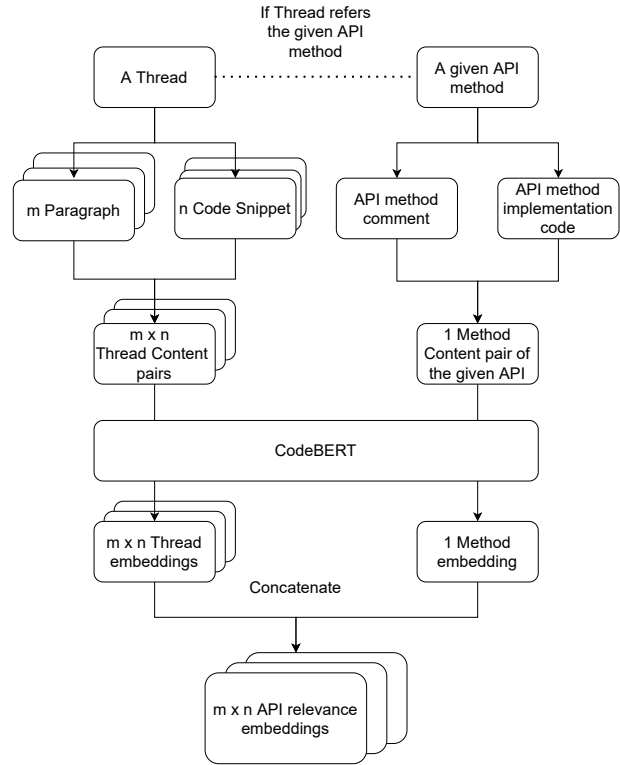 If Thread refers
the given API
method
A Thread
A given API
method
m Paragraph
n Code Snippet
API method
comment
API method
implementation
code
m x n
Thread Content
pairs
1 Method
Content pair of
the given API
CodeBERT
m x n Thread
embeddings
1 Method
embedding
Concatenate
m x n API relevance
embeddings